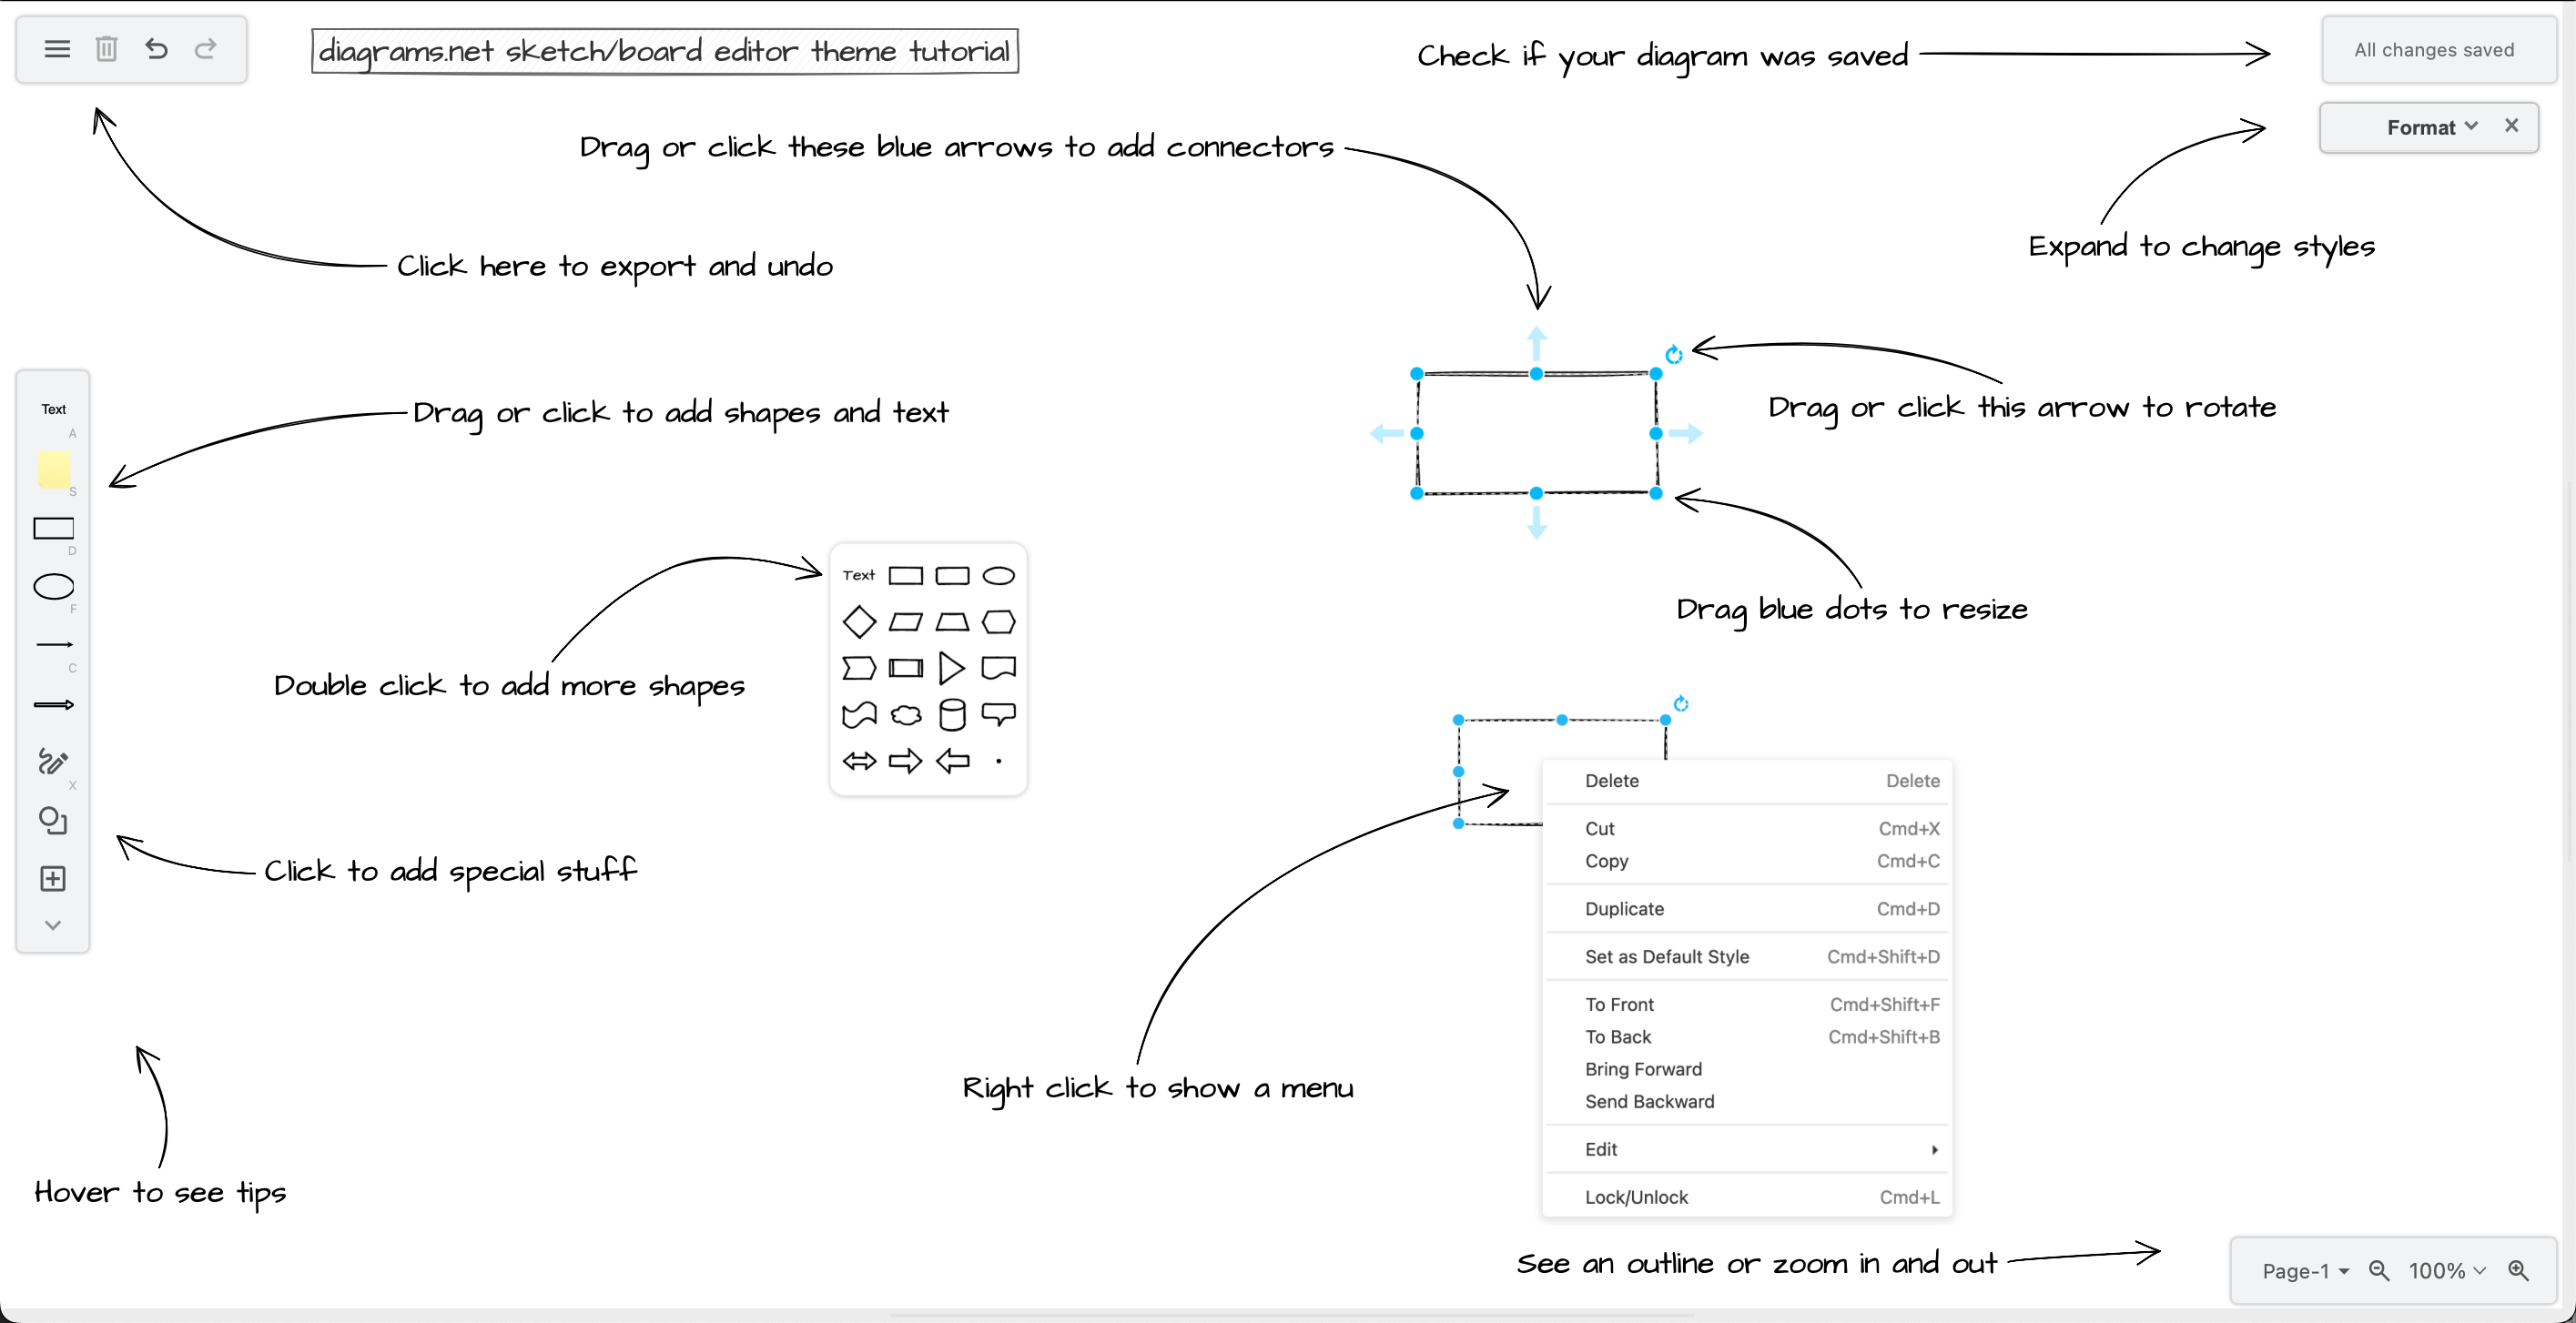 diagrams.net sketch/board editor theme tutorial
Check if your diagram was saved
All changes saved
Format
Drag or click these blue arrows to add connectors
Expand to change styles
Click here to export and undo
Drag or click this arrow to rotate
Text
A
S
D
F
C
X
Drag or click to add shapes and text
Text
Drag blue dots to resize
Double click to add more shapes
Click to add special stuff
Delete Delete
Cut Cmd+X
Copy Cmd+C
Duplicate Cmd+D
Set as Default Style Cmd+Shift+D
To Front Cmd+Shift+F
To Back Cmd+Shift+B
Bring Forward
Send Backward
Edit
Lock/Unlock Cmd+L
Right click to show a menu
Hover to see tips
See an outline or zoom in and out
Page-1 100%